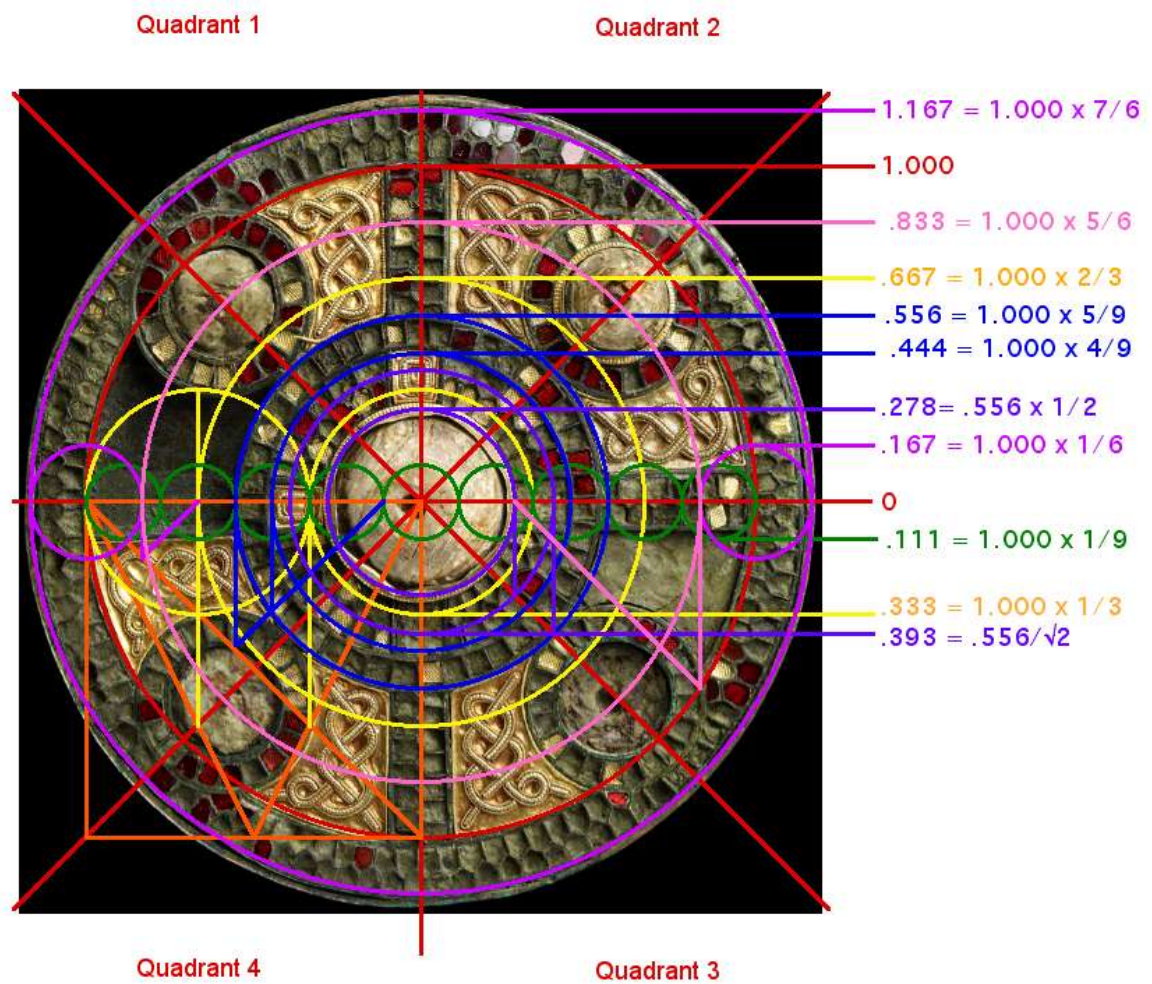 Quadrant 1
Quadrant 2
1.167 = 1.000 x 7/6
1.000
.833 = 1.000 x 5/6
.667 = 1.000 x 2/3
.556 = 1.000 x 5/9
.444 = 1.000 x 4/9
.278= .556 x 1/2
.167 = 1.000 x 1/6
0
.111 = 1.000 x 1/9
.333 = 1.000 x 1/3
.393 = .556/√2
Quadrant 4
Quadrant 3